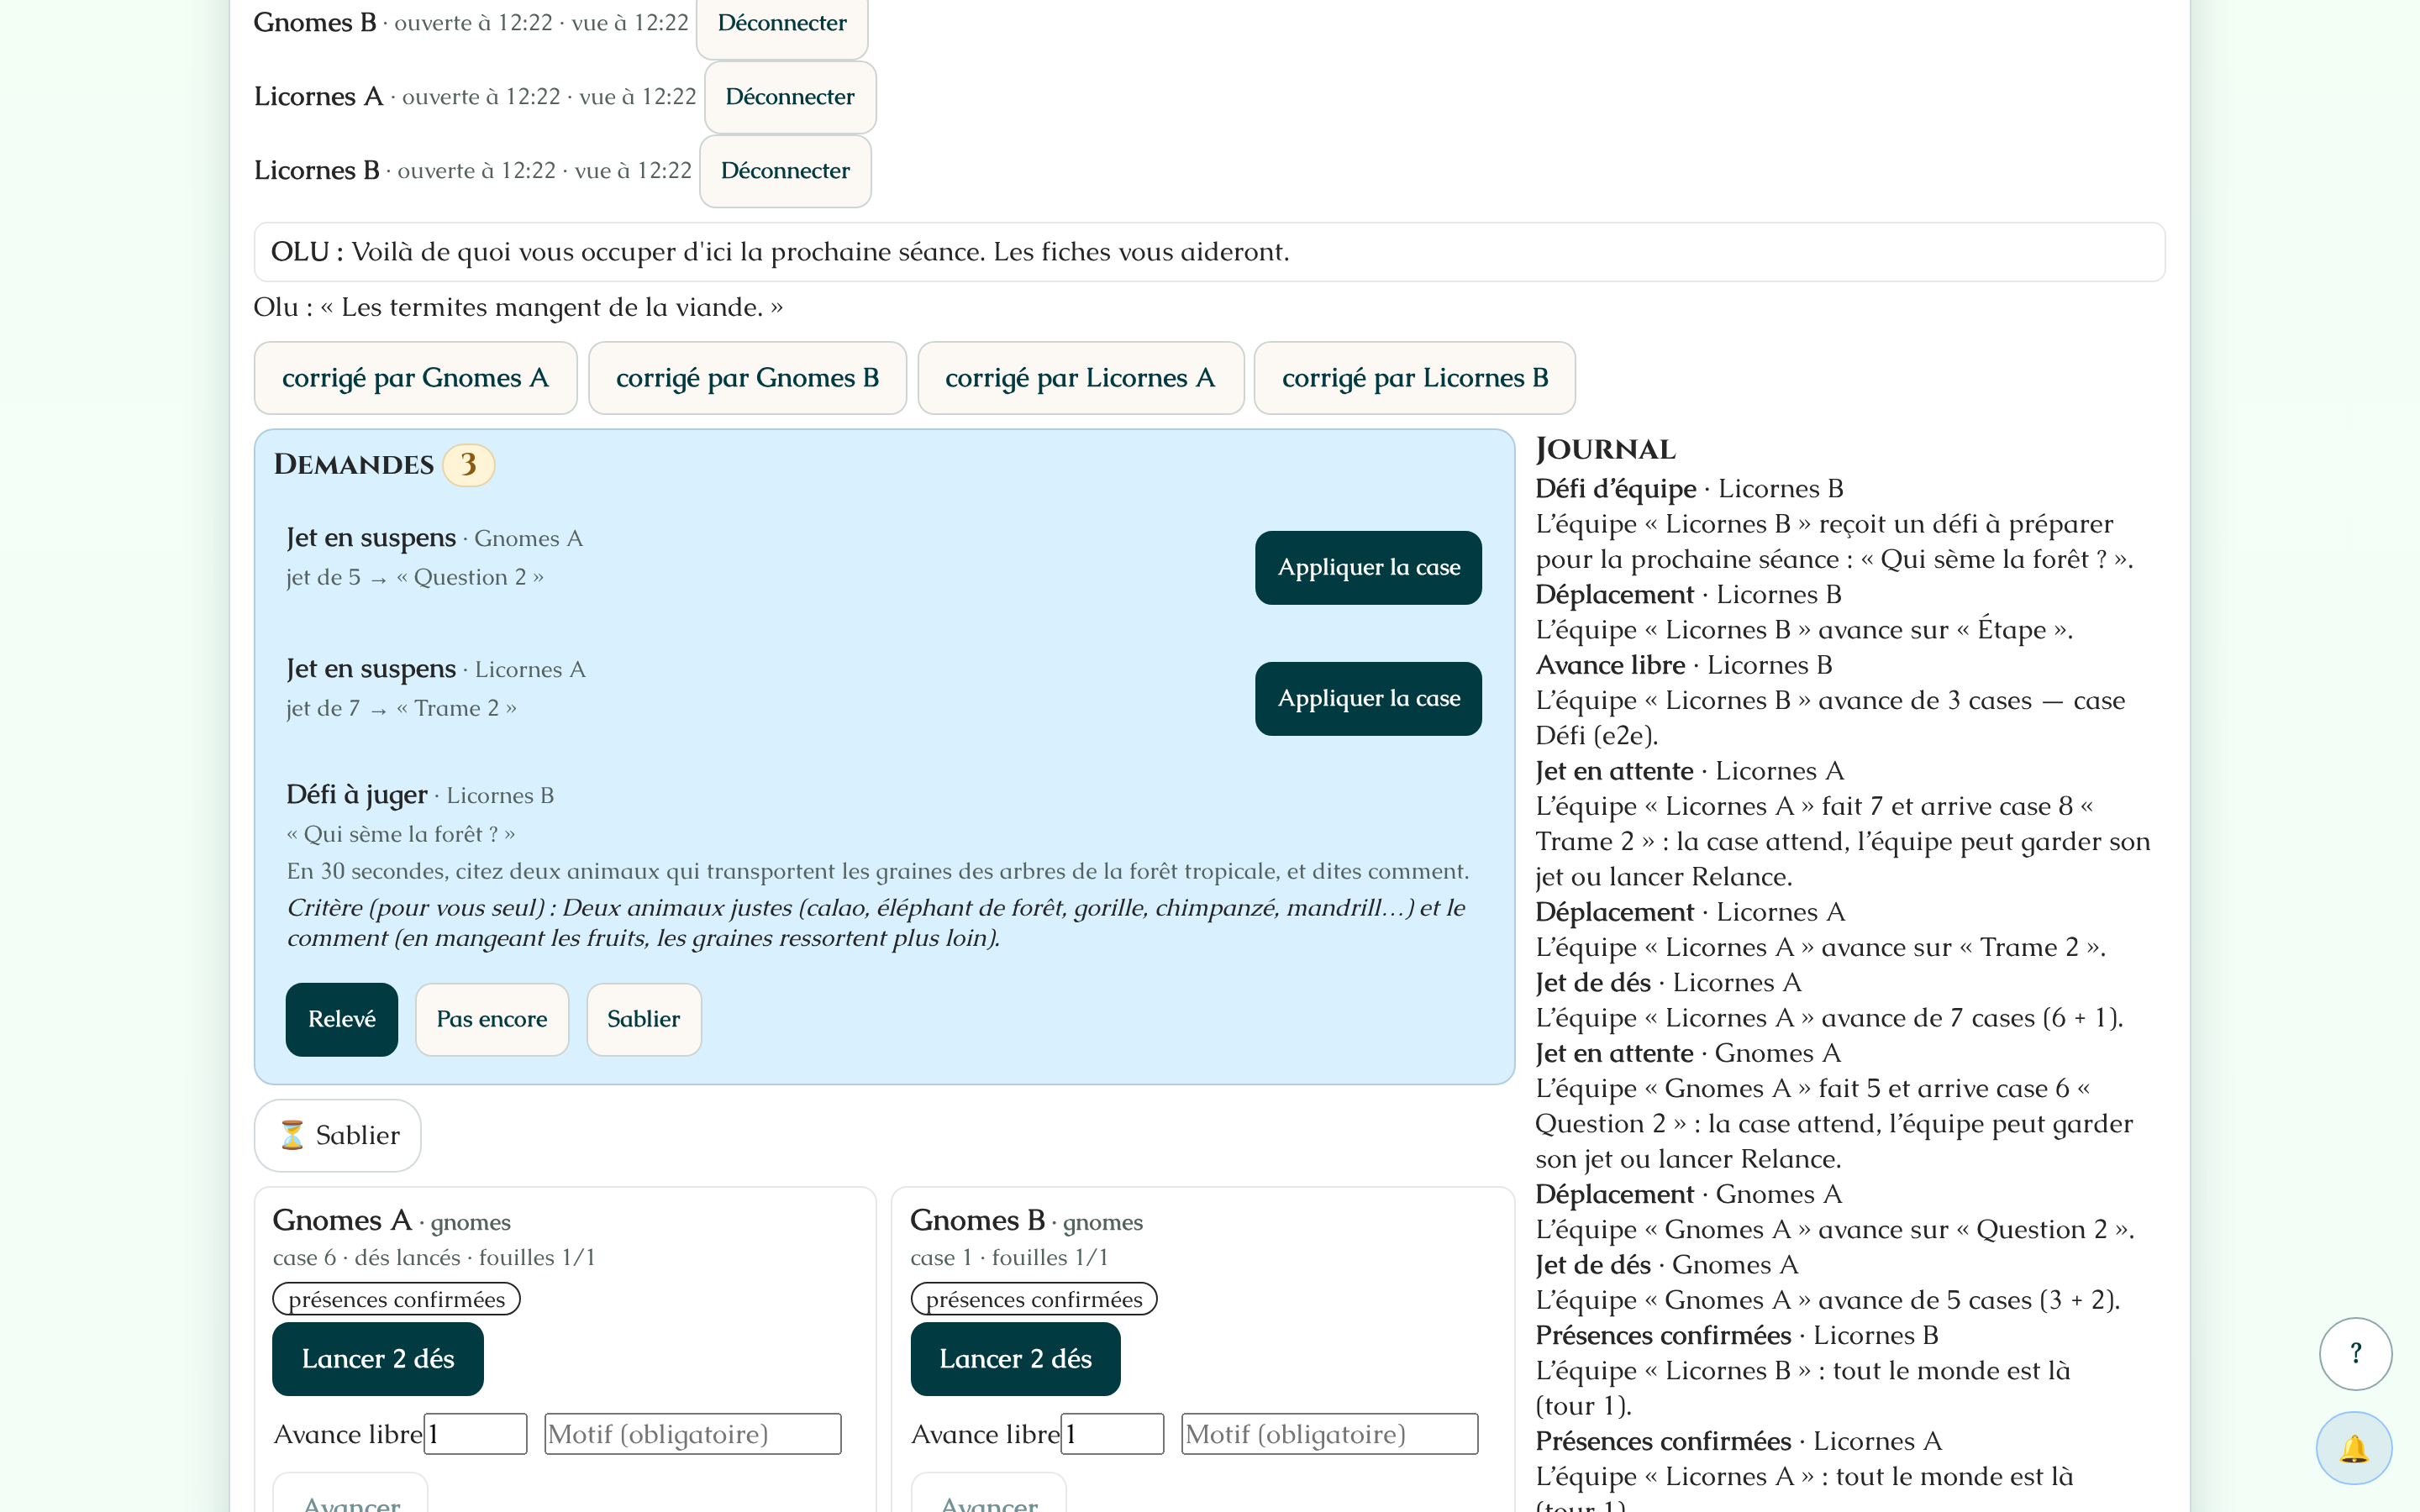 Gnomes B · ouverte à 12:22 · vue à 12:22 Déconnecter
Licornes A · ouverte à 12:22 · vue à 12:22 Déconnecter
Licornes B · ouverte à 12:22 · vue à 12:22 Déconnecter
OLU : Voilà de quoi vous occuper d'ici la prochaine séance. Les fiches vous aideront.
Olu : « Les termites mangent de la viande. »
corrigé par Gnomes A corrigé par Gnomes B corrigé par Licornes A corrigé par Licornes B
DEMANDES 3
Jet en suspens · Gnomes A
jet de 5 → « Question 2 »
Appliquer la case
Jet en suspens · Licornes A
jet de 7 → « Trame 2 »
Appliquer la case
Défi à juger · Licornes B
« Qui sème la forêt ? »
En 30 secondes, citez deux animaux qui transportent les graines des arbres de la forêt tropicale, et dites comment.
Critère (pour vous seul) : Deux animaux justes (calao, éléphant de forêt, gorille, chimpanzé, mandrill…) et le
comment (en mangeant les fruits, les graines ressortent plus loin).
Relevé Pas encore Sablier
⏳ Sablier
Gnomes A · gnomes
case 6 · dés lancés · fouilles 1/1
présences confirmées
Lancer 2 dés
Avance libre 1 Motif (obligatoire)
Avancer
Gnomes B · gnomes
case 1 · fouilles 1/1
présences confirmées
Lancer 2 dés
Avance libre 1 Motif (obligatoire)
Avancer
JOURNAL
Défi d’équipe · Licornes B
L’équipe « Licornes B » reçoit un défi à préparer
pour la prochaine séance : « Qui sème la forêt ? ».
Déplacement · Licornes B
L’équipe « Licornes B » avance sur « Étape ».
Avance libre · Licornes B
L’équipe « Licornes B » avance de 3 cases — case
Défi (e2e).
Jet en attente · Licornes A
L’équipe « Licornes A » fait 7 et arrive case 8 «
Trame 2 » : la case attend, l’équipe peut garder son
jet ou lancer Relance.
Déplacement · Licornes A
L’équipe « Licornes A » avance sur « Trame 2 ».
Jet de dés · Licornes A
L’équipe « Licornes A » avance de 7 cases (6 + 1).
Jet en attente · Gnomes A
L’équipe « Gnomes A » fait 5 et arrive case 6 «
Question 2 » : la case attend, l’équipe peut garder
son jet ou lancer Relance.
Déplacement · Gnomes A
L’équipe « Gnomes A » avance sur « Question 2 ».
Jet de dés · Gnomes A
L’équipe « Gnomes A » avance de 5 cases (3 + 2).
Présences confirmées · Licornes B
L’équipe « Licornes B » : tout le monde est là
(tour 1).
Présences confirmées · Licornes A
L’équipe « Licornes A » : tout le monde est là
(tour 1).
?